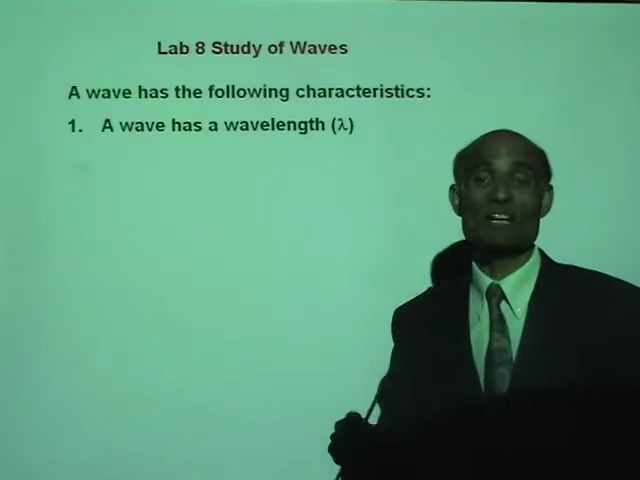 Lab 8 Study of Waves
A wave has the following characteristics:
1. A wave has a wavelength (λ)